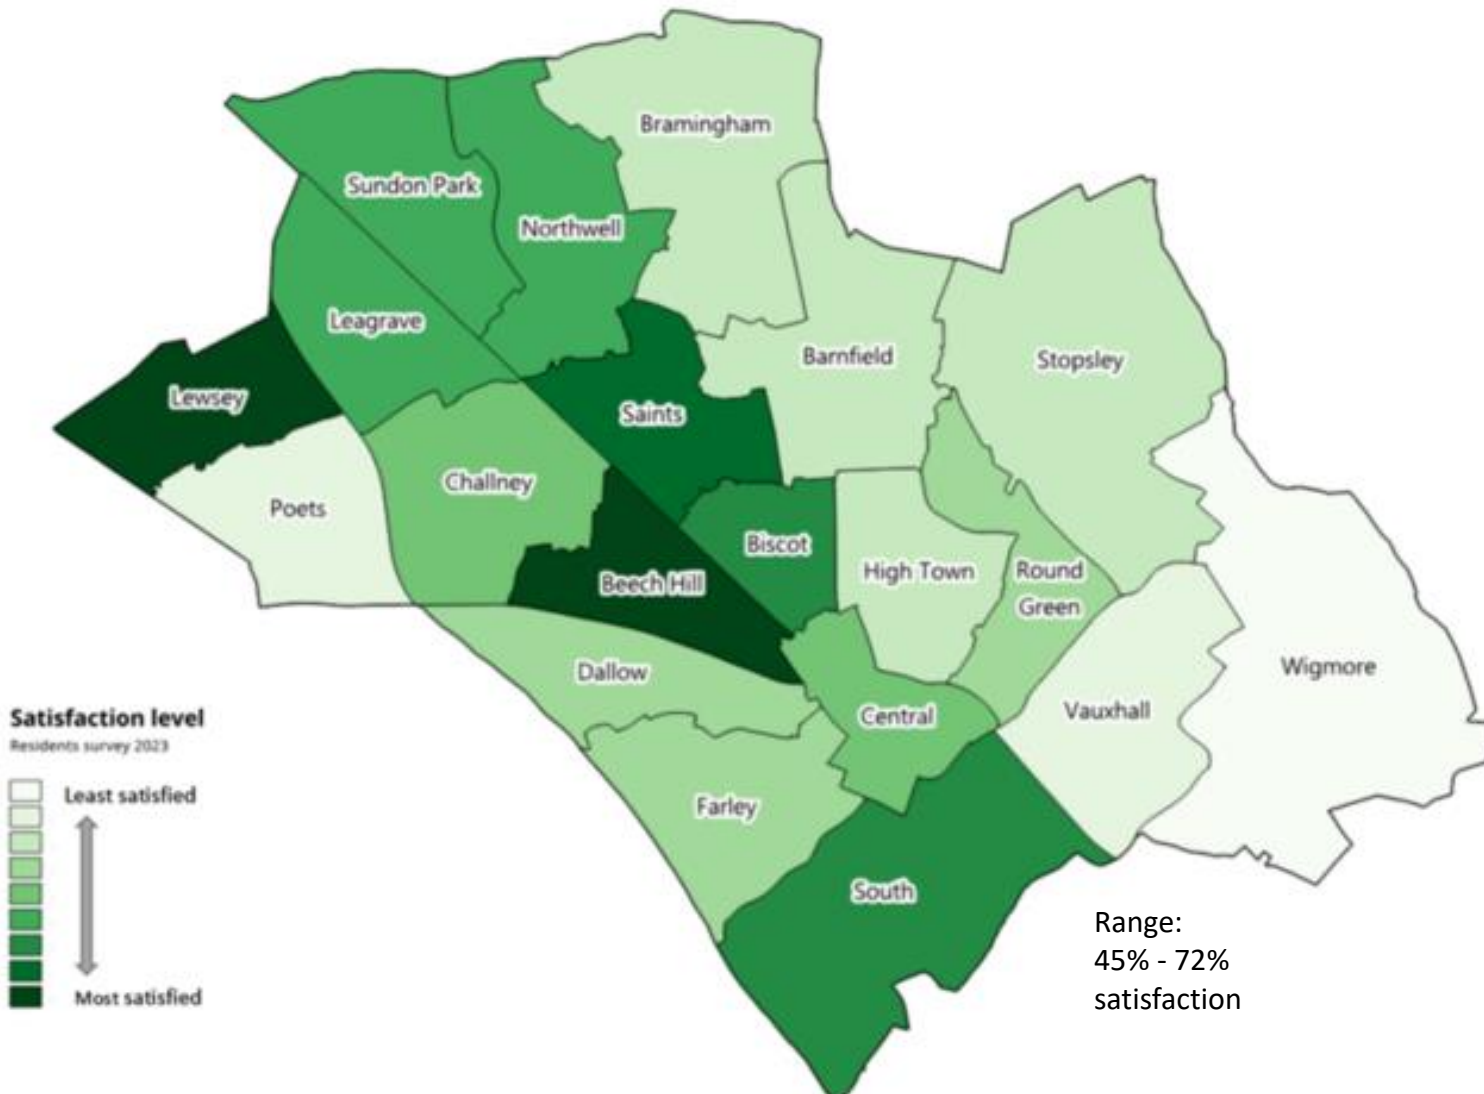 Bramingham
Sundon Park
Northwell
Leagrave
Barnfield
Stopsley
Lewsey
Saints
Challney
Poets
Biscot
High Town
Round
Green
Beech Hill
Dallow
Wigmore
Vauxhall
Central
Farley
South
Satisfaction level
Residents survey 2023
Least satisfied
Most satisfied
Range:
45% - 72%
satisfaction